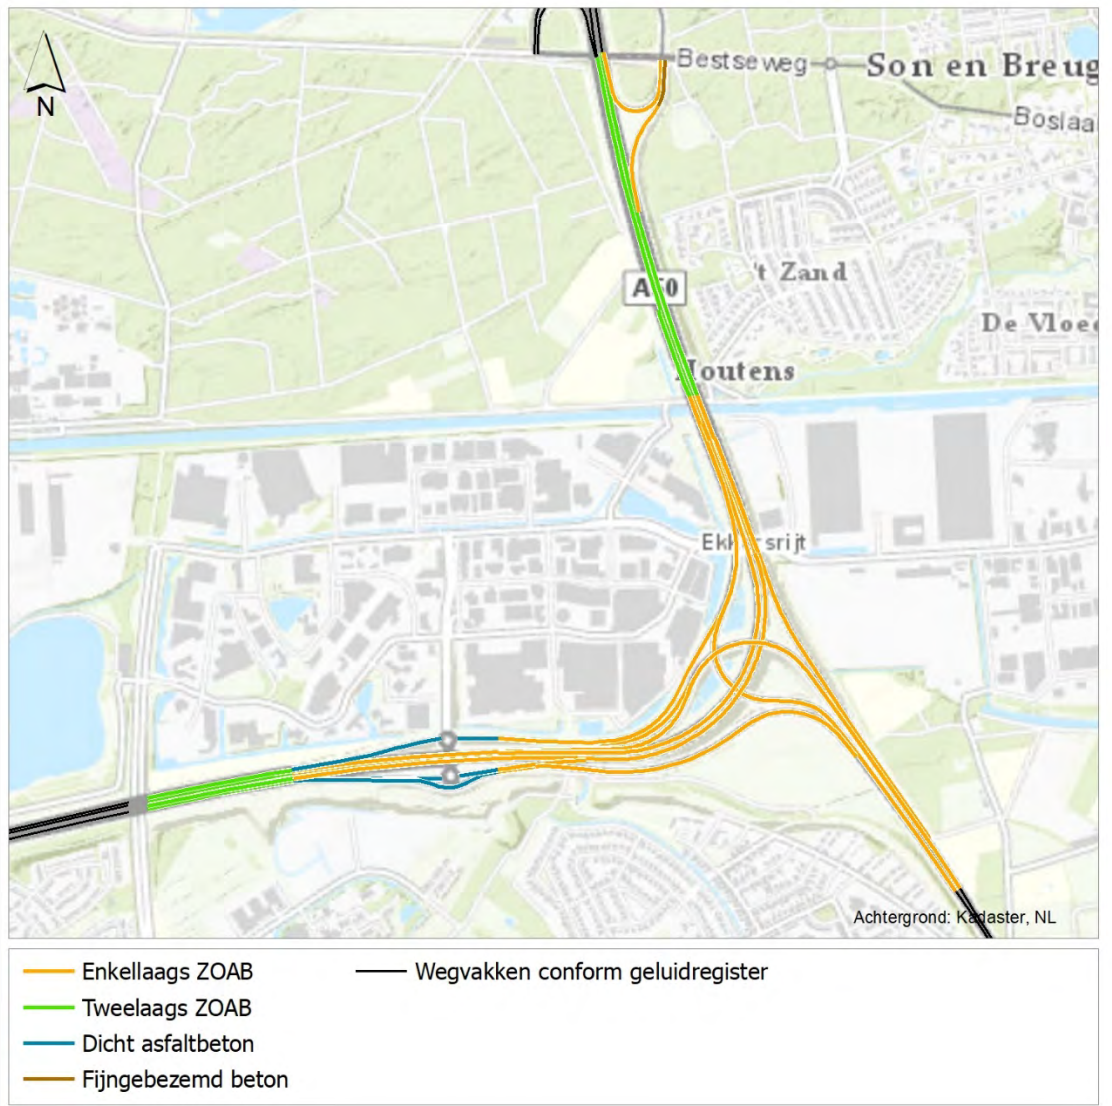 N
Bestseweg
Son en Breug
Boslaa
't Zand
A50
De Vloed
Houtens
Ekkersrijt
Achtergrond: Kadaster, NL
Enkellaags ZOAB
Wegvakken conform geluidregister
Tweelaags ZOAB
Dicht asfaltbeton
Fijngebezemd beton